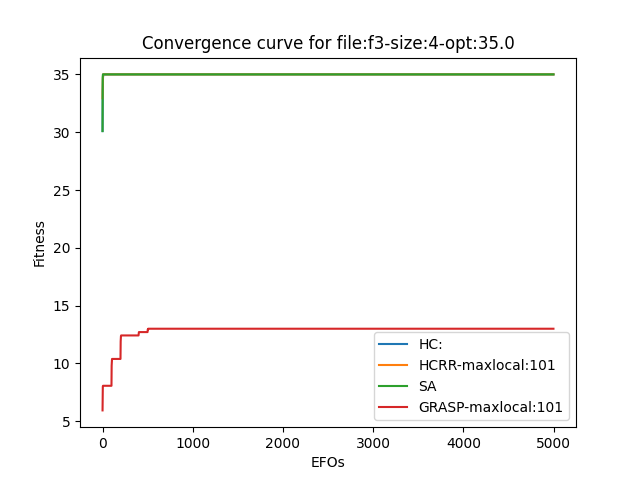 Convergence curve for file:f3-size:4-opt:35.0
Fitness
35
30
25
20
15
10
5
0
1000
2000
3000
4000
5000
EFOs
HC:
HCRR-maxlocal:101
SA
GRASP-maxlocal:101